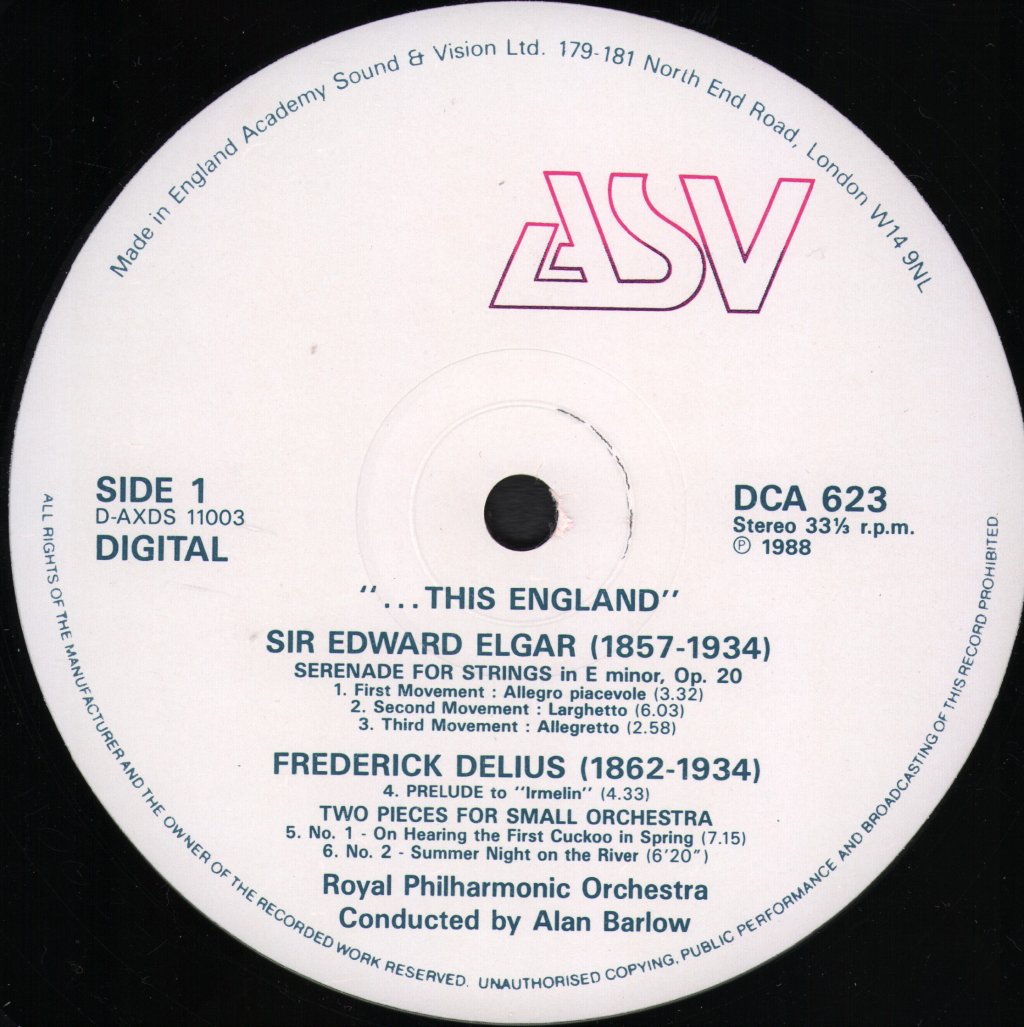 Made in England Academy Sound & Vision Ltd. 179-181 North End Road, London W14 9NL
ASV
SIDE 1
D-AXDS 11003
DIGITAL
DCA 623
Stereo 33⅓ r.p.m.
℗ 1988
"...THIS ENGLAND"
SIR EDWARD ELGAR (1857-1934)
SERENADE FOR STRINGS in E minor, Op. 20
1. First Movement : Allegro piacevole (3.32)
2. Second Movement : Larghetto (6.03)
3. Third Movement : Allegretto (2.58)
FREDERICK DELIUS (1862-1934)
4. PRELUDE to "Irmelin" (4.33)
TWO PIECES FOR SMALL ORCHESTRA
5. No. 1 - On Hearing the First Cuckoo in Spring (7.15)
6. No. 2 - Summer Night on the River (6'20")
Royal Philharmonic Orchestra
Conducted by Alan Barlow
ALL RIGHTS OF THE MANUFACTURER AND THE OWNER OF THE RECORDED WORK RESERVED. UNAUTHORISED COPYING, PUBLIC PERFORMANCE AND BROADCASTING OF THIS RECORD PROHIBITED.